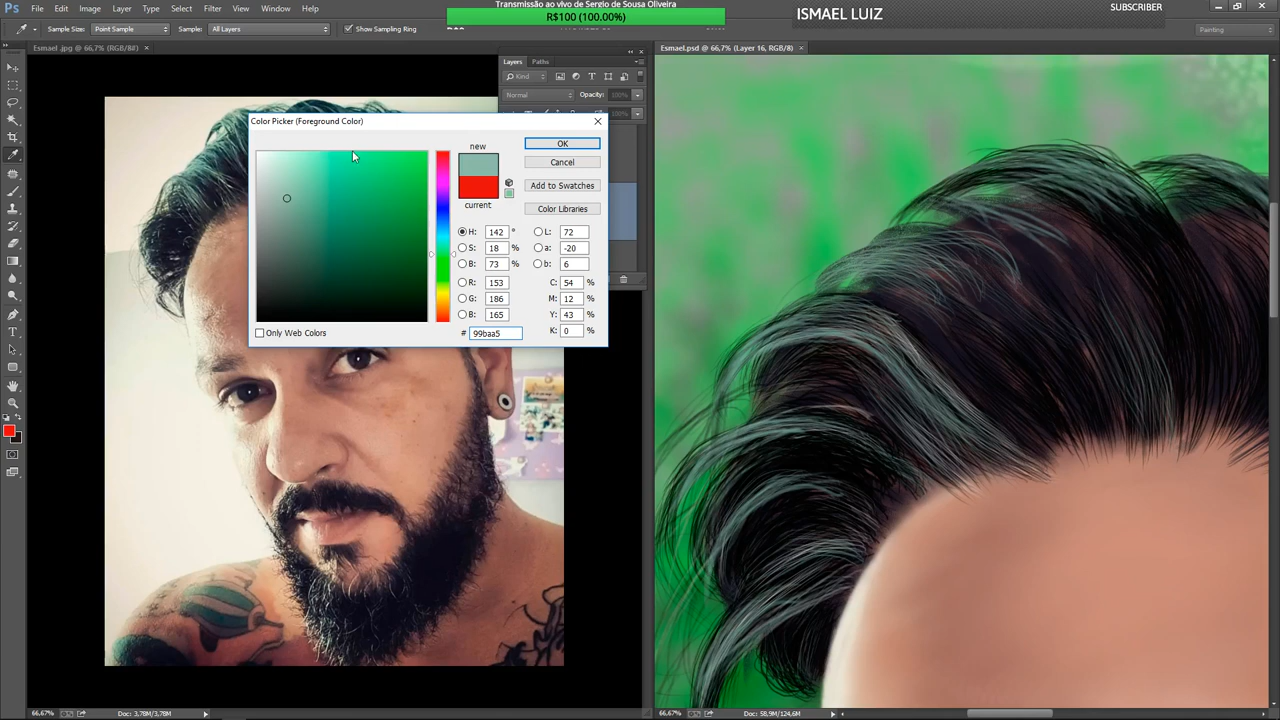 Transmissão ao vivo de Sergio de Sousa Oliveira
R$100 (100.00%)
ISMAEL LUIZ
SUBSCRIBER
Ps File Edit Image Layer Type Select Filter View Window Help
Sample Size: Point Sample Sample: All Layers Show Sampling Ring
Painting
Esmael .jpg @ 66,7% (RGB/8#) ×
Esmael.psd @ 66,7% (Layer 16, RGB/8) ×
Layers Paths
Kind
Normal Opacity: 100%
100%
Color Picker (Foreground Color)
new
current
OK
Cancel
Add to Swatches
Color Libraries
H: 142 °
S: 18 %
B: 73 %
R: 153
G: 186
B: 165
L: 72
a: -20
b: 6
C: 54 %
M: 12 %
Y: 43 %
K: 0 %
Only Web Colors
# 99baa5
66,67% Doc: 3,78M/3,78M
66,67% Doc: 58,9M/124,6M